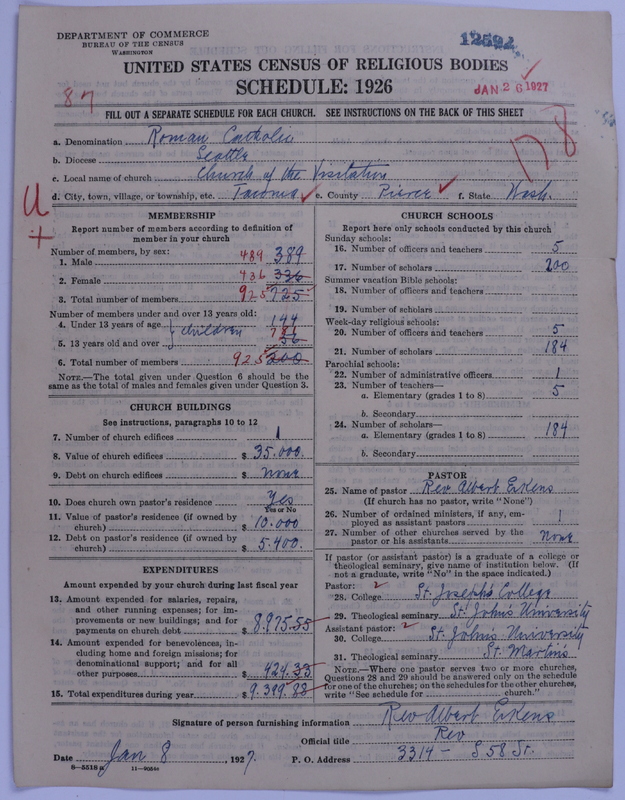 DEPARTMENT OF COMMERCE
BUREAU OF THE CENSUS
WASHINGTON
12594
UNITED STATES CENSUS OF RELIGIOUS BODIES
SCHEDULE: 1926
JAN 26 1927
87
FILL OUT A SEPARATE SCHEDULE FOR EACH CHURCH. SEE INSTRUCTIONS ON THE BACK OF THIS SHEET
178
a. Denomination Roman Catholic
b. Diocese Seattle
c. Local name of church Church of the Visitation
d. City, town, village, or township, etc. Tacoma e. County Pierce f. State Wash.
U
MEMBERSHIP
Report number of members according to definition of
member in your church
Number of members, by sex:
1. Male 489 389
2. Female 436 336
3. Total number of members 925 725
Number of members under and over 13 years old:
4. Under 13 years of age 144
children
5. 13 years old and over 781 56
6. Total number of members 925 200
NOTE.—The total given under Question 6 should be
the same as the total of males and females given under Question 3.
CHURCH BUILDINGS
See instructions, paragraphs 10 to 12
7. Number of church edifices 1
8. Value of church edifices $ 35.000
9. Debt on church edifices $ none
10. Does church own pastor's residence Yes
Yes or No
11. Value of pastor's residence (if owned by
church) $ 10.000
12. Debt on pastor's residence (if owned by
church) $ 5.400.
EXPENDITURES
Amount expended by your church during last fiscal year
13. Amount expended for salaries, repairs,
and other running expenses; for im-
provements or new buildings; and for
payments on church debt $ 8.975.55
14. Amount expended for benevolences, in-
cluding home and foreign missions; for
denominational support; and for all
other purposes $ 424.33
15. Total expenditures during year $ 9.399.88
CHURCH SCHOOLS
Report here only schools conducted by this church
Sunday schools:
16. Number of officers and teachers 5
17. Number of scholars 200
Summer vacation Bible schools:
18. Number of officers and teachers
19. Number of scholars
Week-day religious schools:
20. Number of officers and teachers 5
21. Number of scholars 184
Parochial schools:
22. Number of administrative officers 1
23. Number of teachers—
a. Elementary (grades 1 to 8) 5
b. Secondary
24. Number of scholars—
a. Elementary (grades 1 to 8) 184
b. Secondary
PASTOR
25. Name of pastor Rev Albert Erkens
(If church has no pastor, write "None")
26. Number of ordained ministers, if any, em-
ployed as assistant pastors 1
27. Number of other churches served by the
pastor or his assistants none
If pastor (or assistant pastor) is a graduate of a college or
theological seminary, give name of institution below. (If
not a graduate, write "No" in the space indicated.)
Pastor:
28. College St. Josephs College
29. Theological seminary St. Johns University
Assistant pastor:
30. College St. Johns University
31. Theological seminary St. Martins
NOTE.—Where one pastor serves two or more churches,
Questions 28 and 29 should be answered only on the schedule
for one of the churches; on the schedules for the other churches,
write "See schedule for church."
Signature of person furnishing information Rev Albert Erkens
Official title Rev
Date Jan 8, 1927. P. O. Address 3314 - S 58 St.
8—5518 a 11—9054